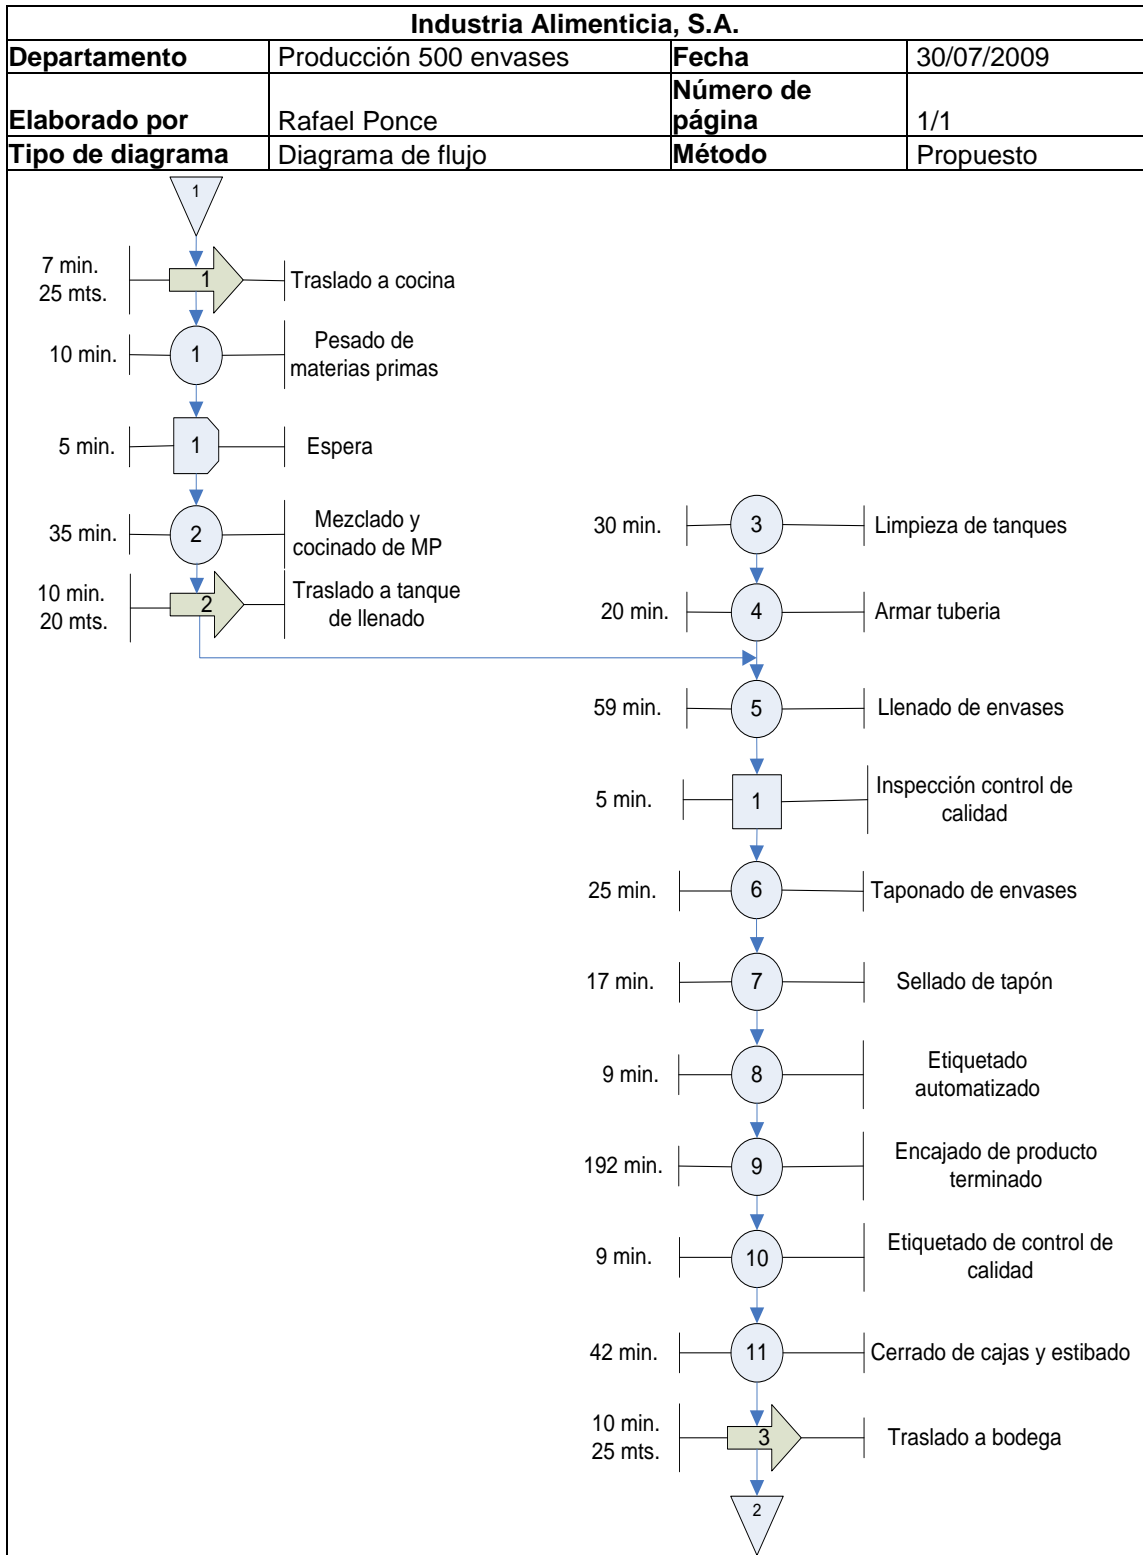 Industria Alimenticia, S.A.
Departamento Producción 500 envases Fecha 30/07/2009
Elaborado por Rafael Ponce Número de página 1/1
Tipo de diagrama Diagrama de flujo Método Propuesto
1
7 min.
25 mts.
1
Traslado a cocina
10 min.
1
Pesado de
materias primas
5 min.
1
Espera
35 min.
2
Mezclado y
cocinado de MP
10 min.
20 mts.
2
Traslado a tanque
de llenado
30 min.
3
Limpieza de tanques
20 min.
4
Armar tuberia
59 min.
5
Llenado de envases
5 min.
1
Inspección control de
calidad
25 min.
6
Taponado de envases
17 min.
7
Sellado de tapón
9 min.
8
Etiquetado
automatizado
192 min.
9
Encajado de producto
terminado
9 min.
10
Etiquetado de control de
calidad
42 min.
11
Cerrado de cajas y estibado
10 min.
25 mts.
3
Traslado a bodega
2